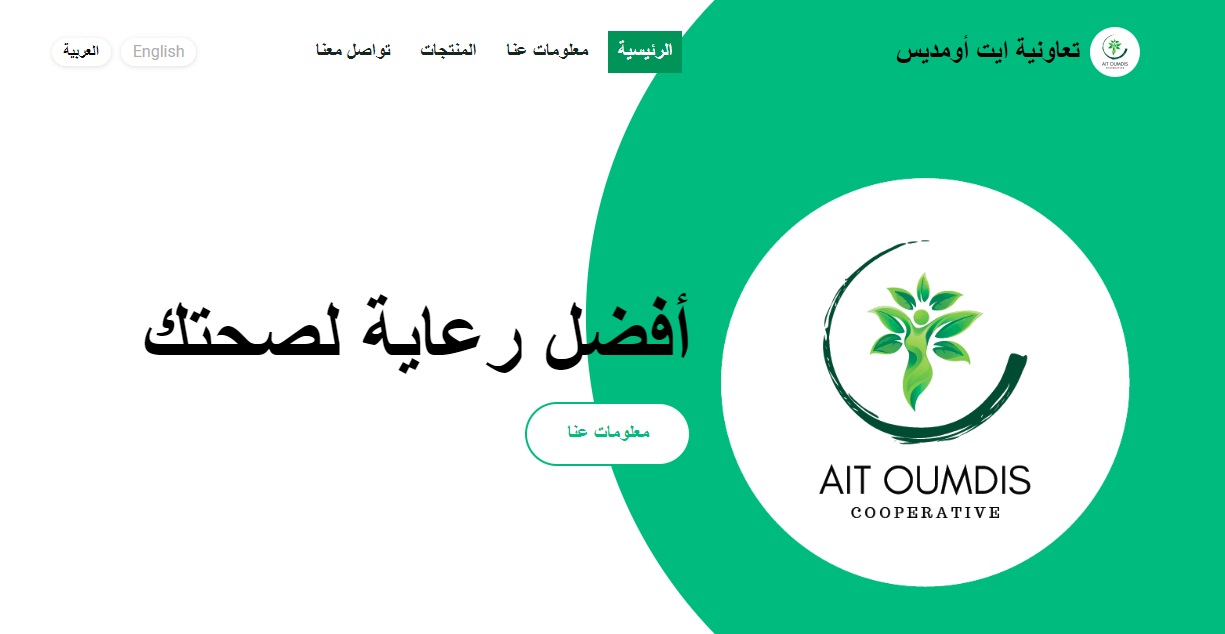 تعاونية ايت أومديس
الرئيسية
معلومات عنا
المنتجات
تواصل معنا
English
العربية
أفضل رعاية لصحتك
معلومات عنا
AIT OUMDIS
COOPERATIVE